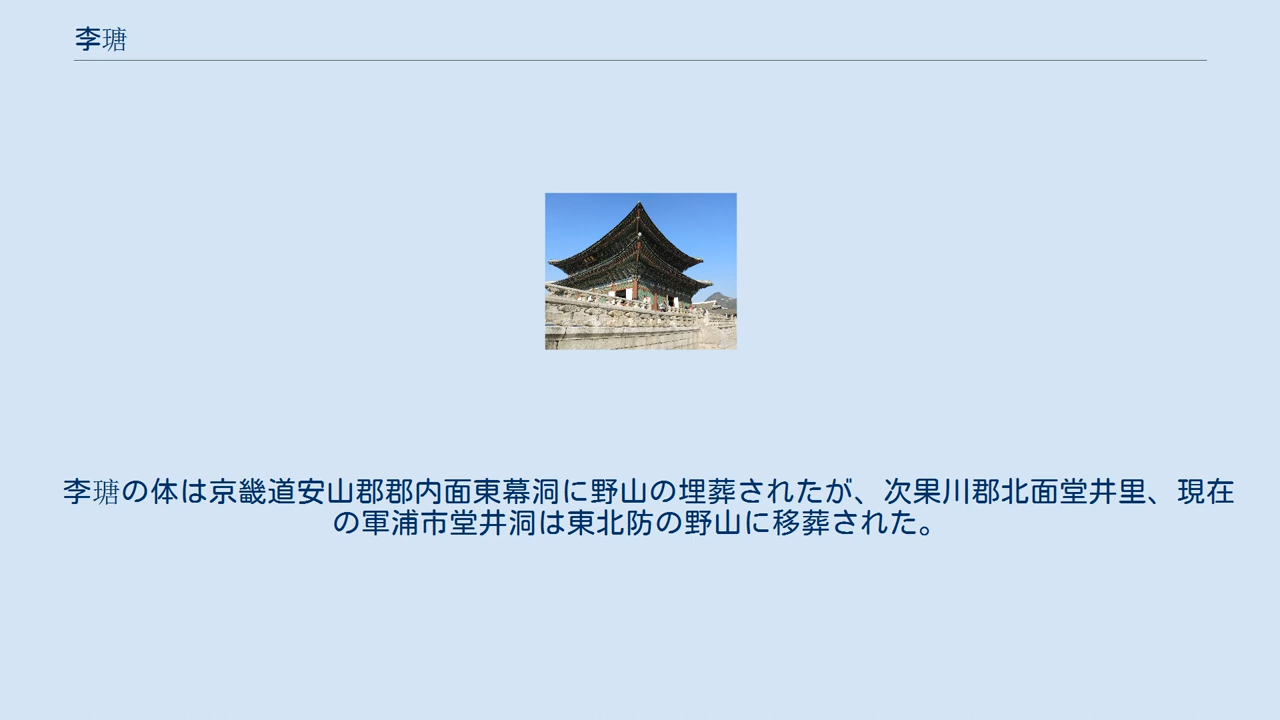 李瑭
李瑭の体は京畿道安山郡郡内面東幕洞に野山の埋葬されたが、次果川郡北面堂井里、現在
の軍浦市堂井洞は東北防の野山に移葬された。